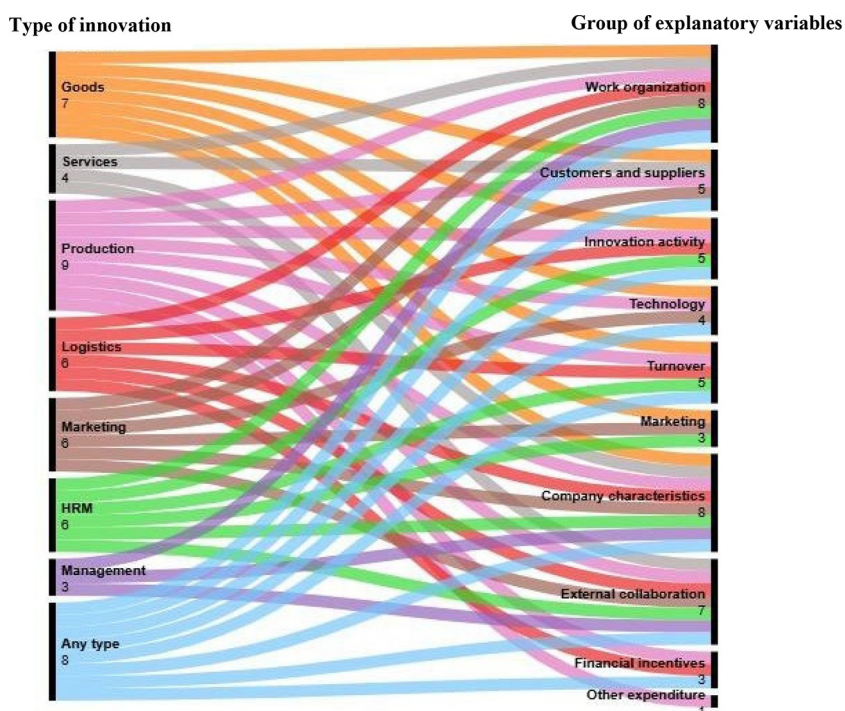 Type of innovation
Group of explanatory variables
Goods
7
Services
4
Production
9
Logistics
6
Marketing
6
HRM
6
Management
3
Any type
8
Work organization
8
Customers and suppliers
5
Innovation activity
5
Technology
4
Turnover
5
Marketing
3
Company characteristics
8
External collaboration
7
Financial incentives
3
Other expenditure